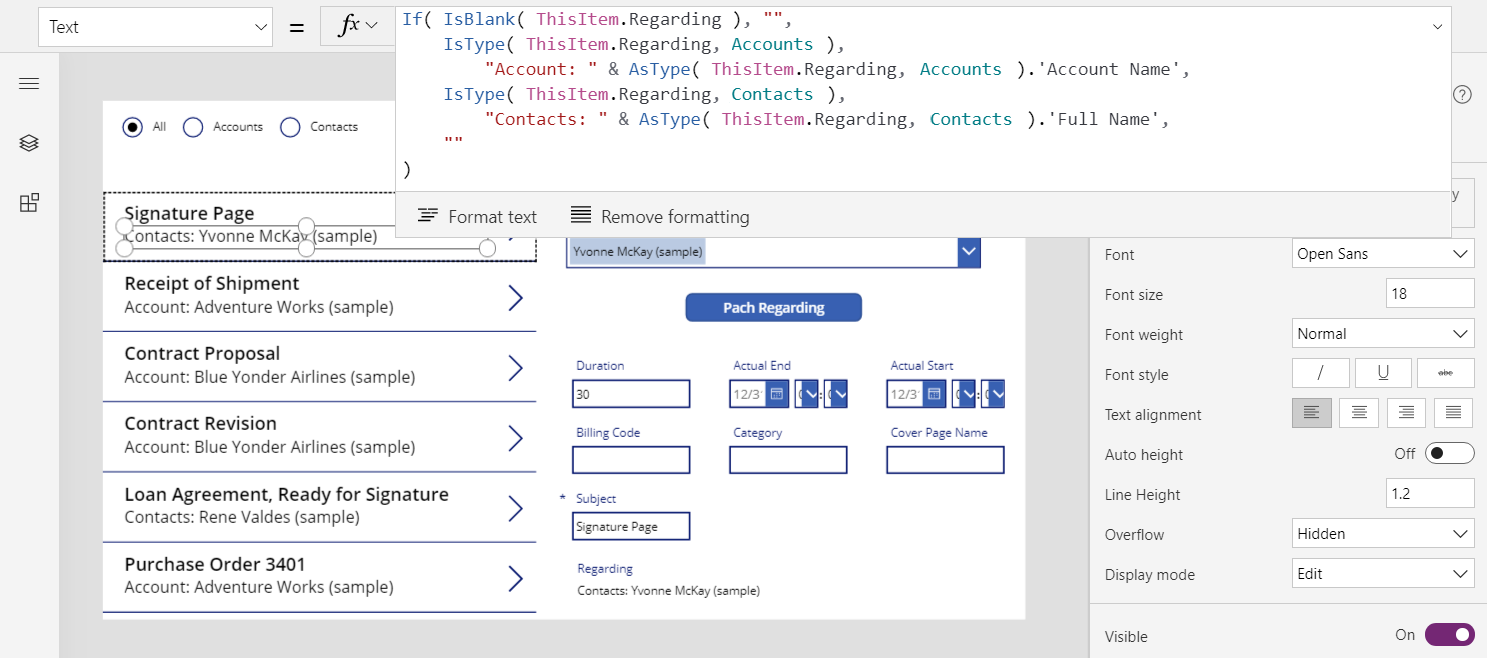 Text
=
fx
If( IsBlank( ThisItem.Regarding ), "",
IsType( ThisItem.Regarding, Accounts ),
"Account: " & AsType( ThisItem.Regarding, Accounts ).'Account Name',
IsType( ThisItem.Regarding, Contacts ),
"Contacts: " & AsType( ThisItem.Regarding, Contacts ).'Full Name',
""
)
Format text
Remove formatting
All
Accounts
Contacts
Signature Page
Contacts: Yvonne McKay (sample)
Receipt of Shipment
Account: Adventure Works (sample)
Contract Proposal
Account: Blue Yonder Airlines (sample)
Contract Revision
Account: Blue Yonder Airlines (sample)
Loan Agreement, Ready for Signature
Contacts: Rene Valdes (sample)
Purchase Order 3401
Account: Adventure Works (sample)
Yvonne McKay (sample)
Pach Regarding
Duration
Actual End
Actual Start
30
12/3
:
12/3
:
Billing Code
Category
Cover Page Name
* Subject
Signature Page
Regarding
Contacts: Yvonne McKay (sample)
?
y
Font
Open Sans
Font size
18
Font weight
Normal
Font style
/
U
abc
Text alignment
Auto height
Off
Line Height
1.2
Overflow
Hidden
Display mode
Edit
Visible
On